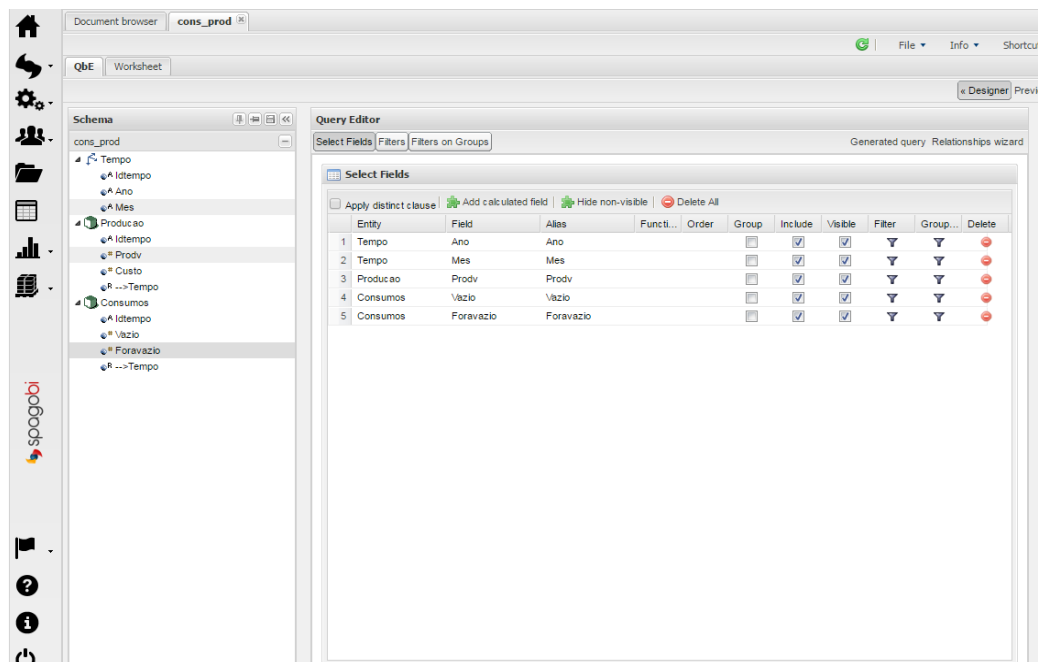 Document browser cons_prod
File Info Shortcu
QbE Worksheet
« Designer Previ
Schema
cons_prod
Tempo
Idtempo
Ano
Mes
Producao
Idtempo
Prodv
Custo
-->Tempo
Consumos
Idtempo
Vazio
Foravazio
-->Tempo
spagobi
Query Editor
Select Fields Filters Filters on Groups Generated query Relationships wizard
Select Fields
Apply distinct clause Add calculated field Hide non-visible Delete All
Entity Field Alias Functi... Order Group Include Visible Filter Group... Delete
1 Tempo Ano Ano
2 Tempo Mes Mes
3 Producao Prodv Prodv
4 Consumos Vazio Vazio
5 Consumos Foravazio Foravazio